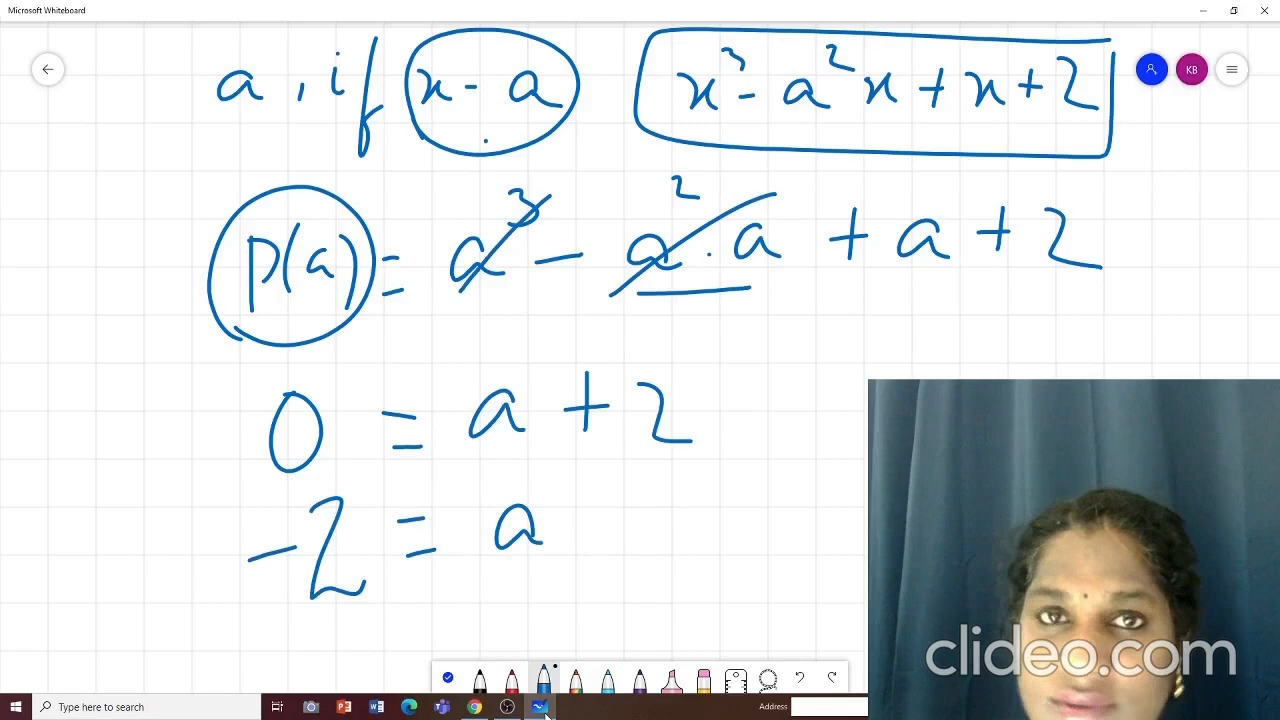 Microsoft Whiteboard
a, if x - a x³ - a²x + x + 2
KB
p(a) = a³ - a² . a + a + 2
0 = a + 2
-2 = a
clideo.com
Type here to search
Address